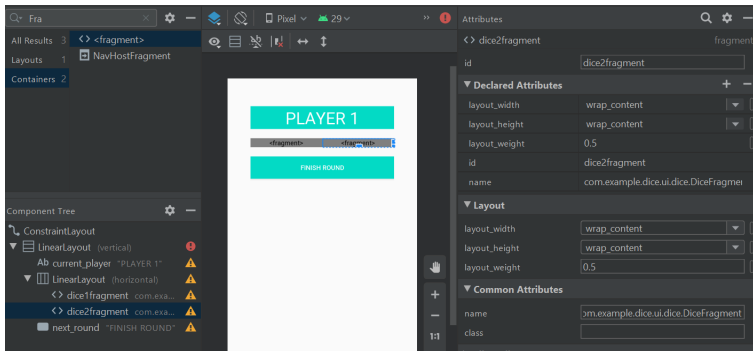 Fra
All Results 3
Layouts 1
Containers 2
<fragment>
NavHostFragment
Pixel
29
PLAYER 1
<fragment> <fragment>
FINISH ROUND
1:1
Component Tree
ConstraintLayout
LinearLayout (vertical)
Ab current_player "PLAYER 1"
LinearLayout (horizontal)
<> dice1fragment com.exa...
<> dice2fragment com.exa...
next_round "FINISH ROUND"
Attributes
<> dice2fragment fragment
id dice2fragment
Declared Attributes
layout_width wrap_content
layout_height wrap_content
layout_weight 0.5
id dice2fragment
name com.example.dice.ui.dice.DiceFragme
Layout
layout_width wrap_content
layout_height wrap_content
layout_weight 0.5
Common Attributes
name om.example.dice.ui.dice.DiceFragment
class